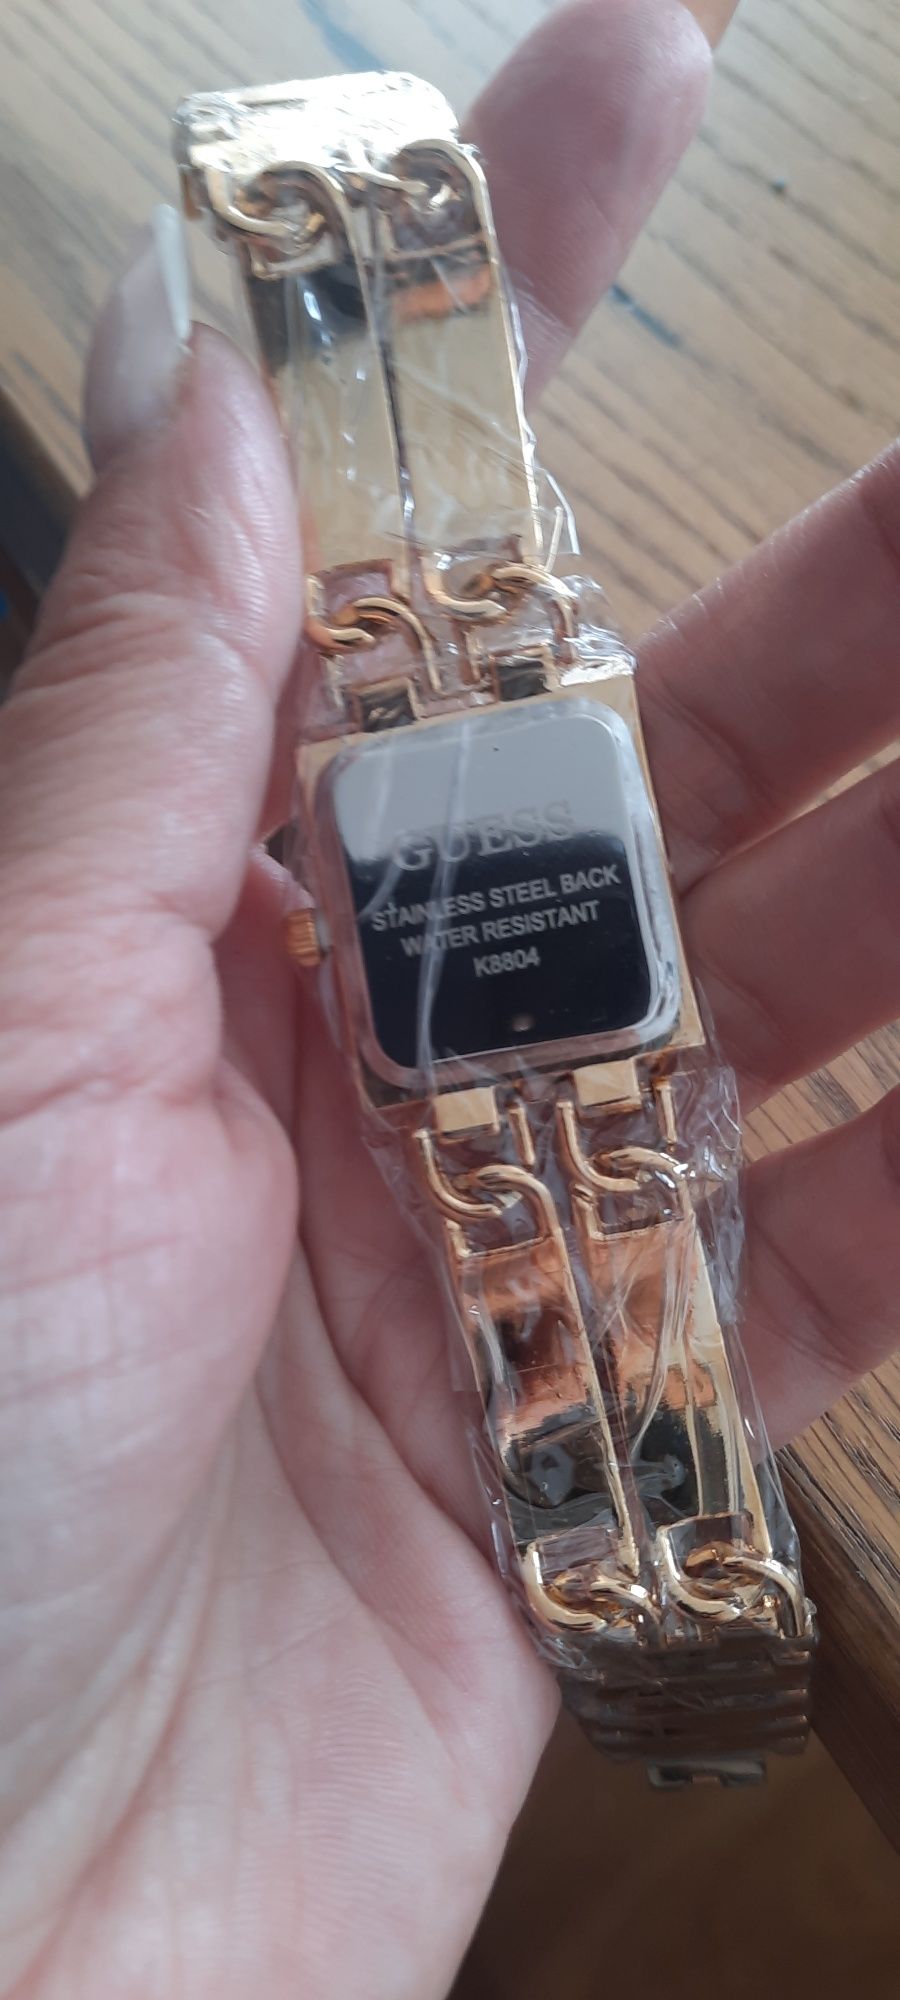 GUESS
STAINLESS STEEL BACK
WATER RESISTANT
K8804